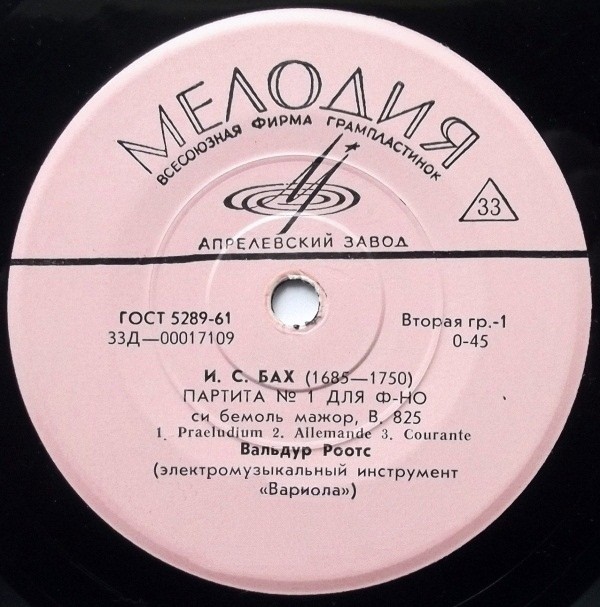 МЕЛОДИЯ
ВСЕСОЮЗНАЯ ФИРМА ГРАМПЛАСТИНОК
33
АПРЕЛЕВСКИЙ ЗАВОД
ГОСТ 5289-61
33Д—00017109
Вторая гр.-1
0-45
И. С. БАХ (1685—1750)
ПАРТИТА № 1 ДЛЯ Ф-НО
си бемоль мажор, В. 825
1. Praeludium 2. Allemande 3. Courante
Вальдур Роотс
(электромузыкальный инструмент
«Вариола»)